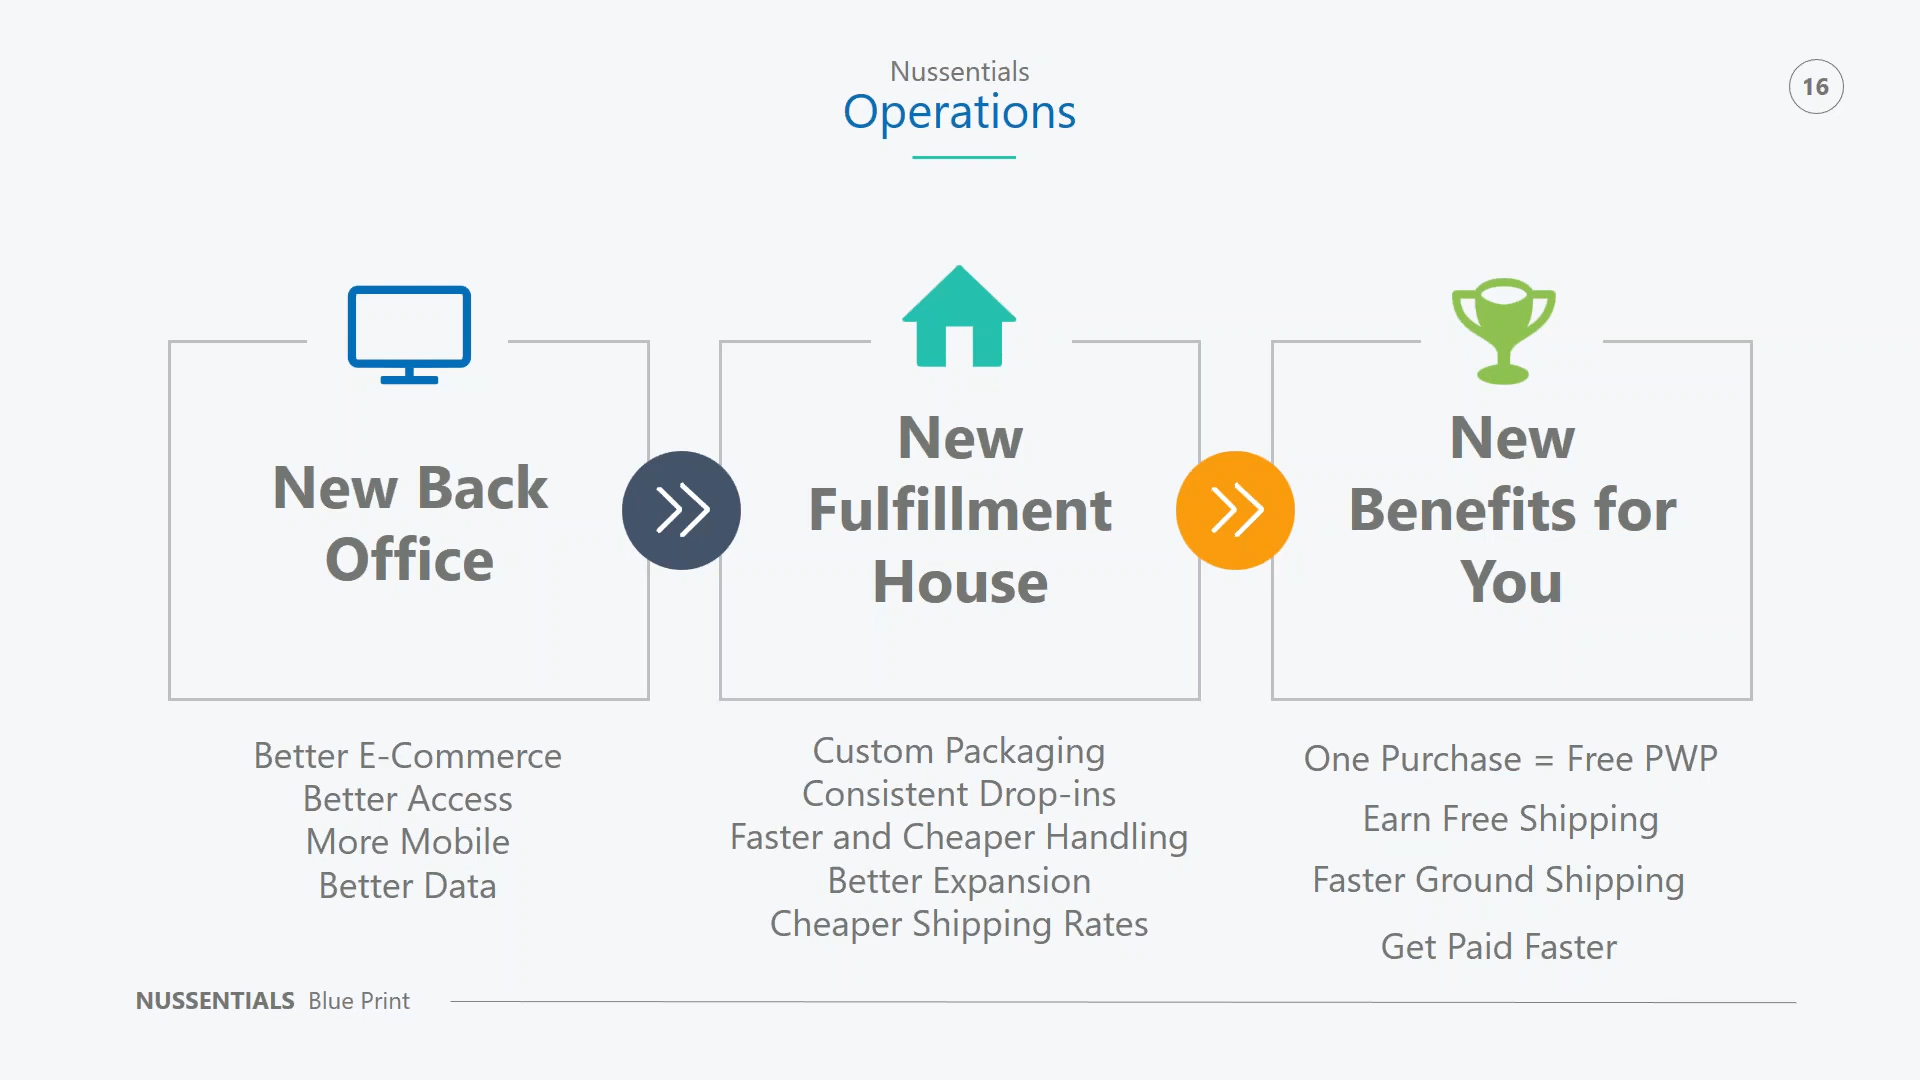 Nussentials
Operations
16
New Back
Office
New
Fulfillment
House
New
Benefits for
You
Better E-Commerce
Better Access
More Mobile
Better Data
Custom Packaging
Consistent Drop-ins
Faster and Cheaper Handling
Better Expansion
Cheaper Shipping Rates
One Purchase = Free PWP
Earn Free Shipping
Faster Ground Shipping
Get Paid Faster
NUSSENTIALS Blue Print